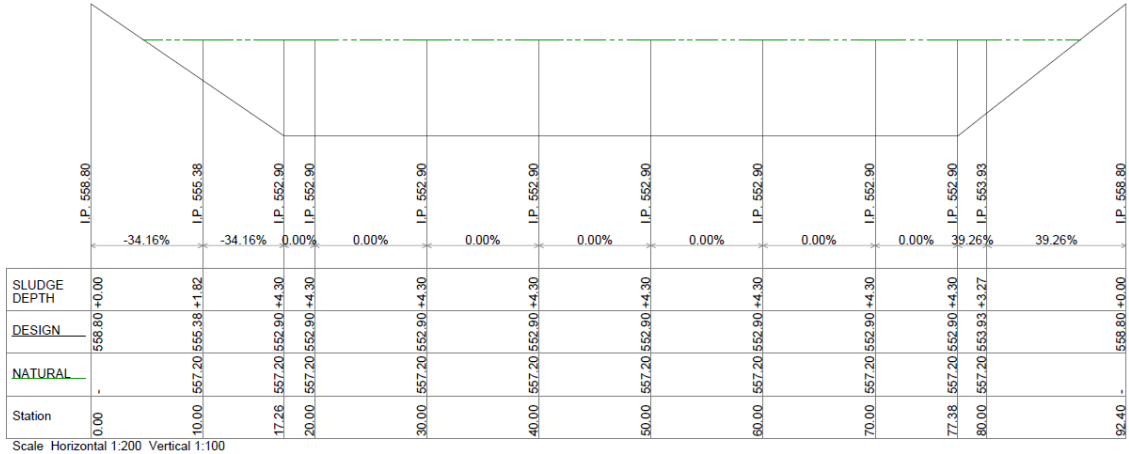 I.P. 558.80
I.P. 555.38
I.P. 552.90
I.P. 552.90
I.P. 552.90
I.P. 552.90
I.P. 552.90
I.P. 552.90
I.P. 552.90
I.P. 552.90
I.P. 553.93
I.P. 558.80
-34.16% -34.16% 0.00% 0.00% 0.00% 0.00% 0.00% 0.00% 0.00% 39.26% 39.26%
SLUDGE
DEPTH
+0.00 +1.82 +4.30 +4.30 +4.30 +4.30 +4.30 +4.30 +4.30 +4.30 +3.27 +0.00
DESIGN 558.80 555.38 552.90 552.90 552.90 552.90 552.90 552.90 552.90 552.90 553.93 558.80
NATURAL - 557.20 557.20 557.20 557.20 557.20 557.20 557.20 557.20 557.20 557.20 -
Station 0.00 10.00 17.26 20.00 30.00 40.00 50.00 60.00 70.00 77.38 80.00 92.40
Scale Horizontal 1:200 Vertical 1:100